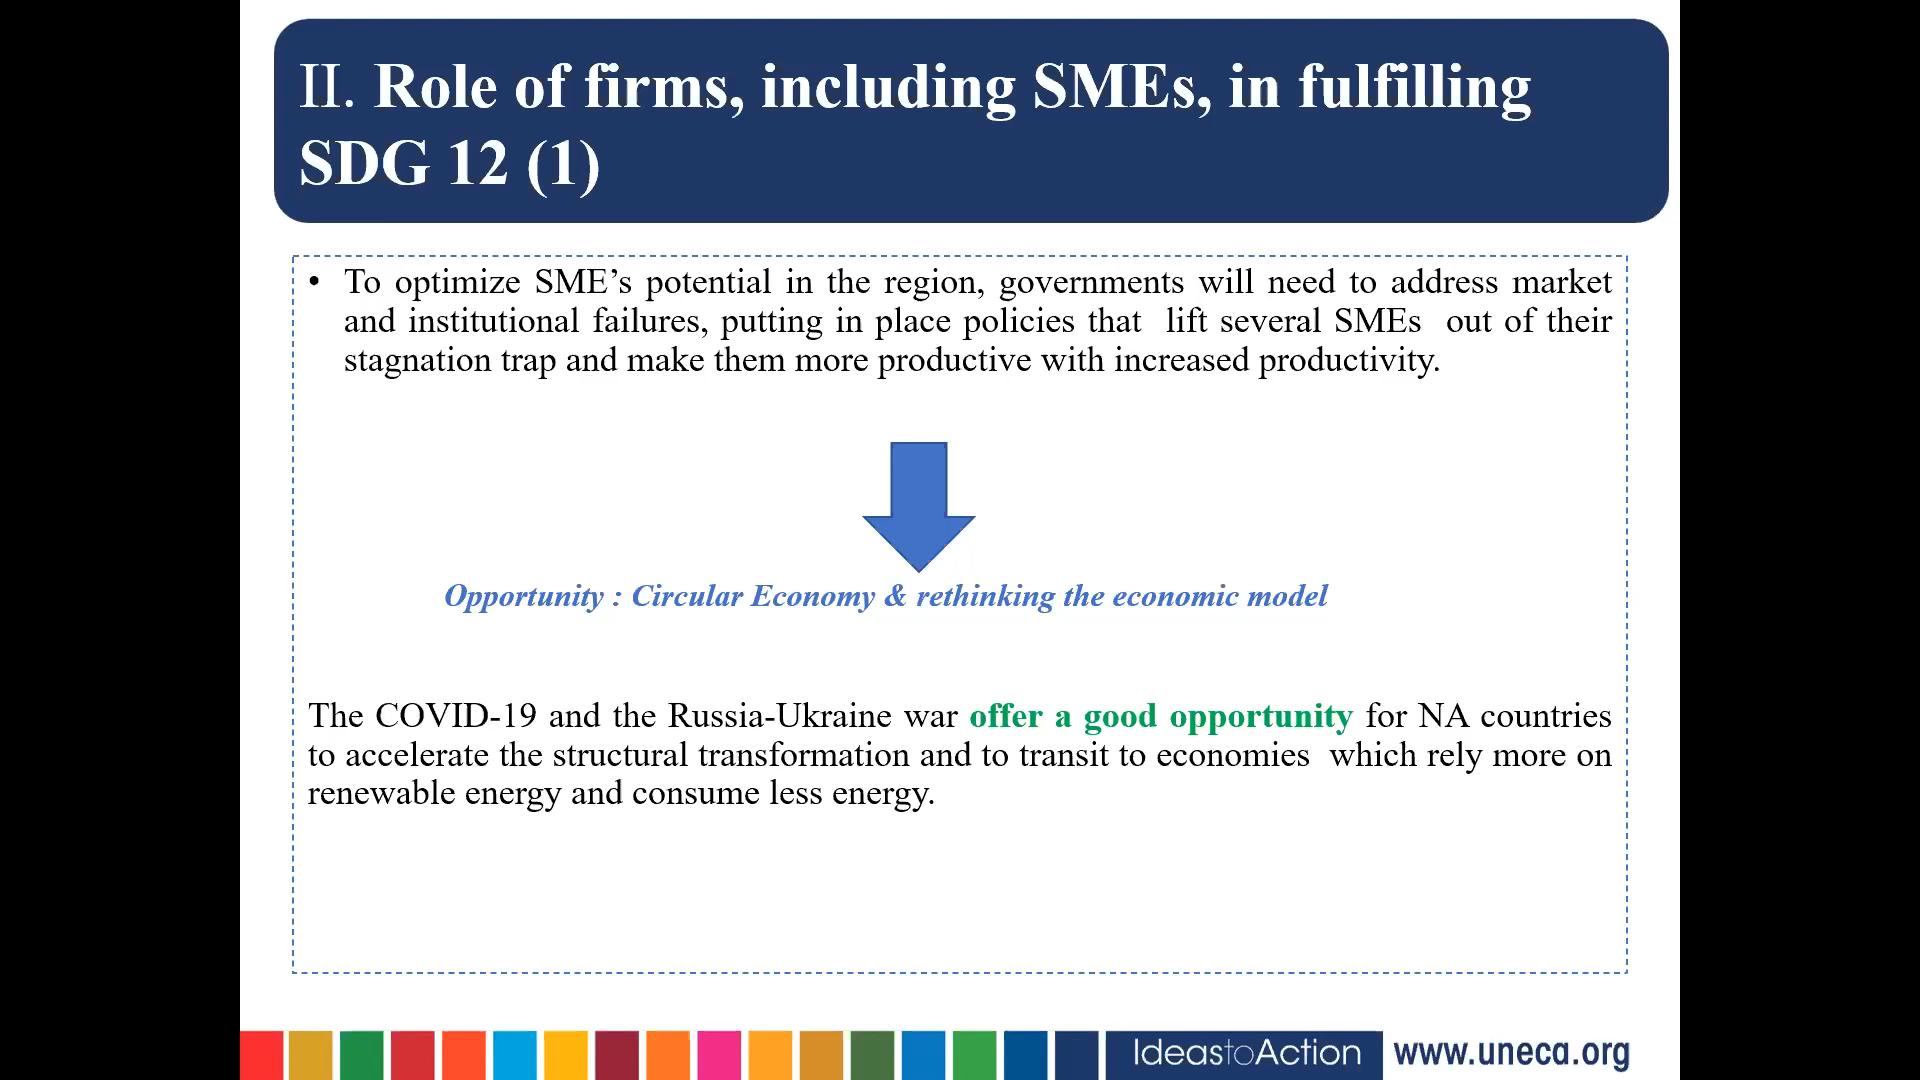 II. Role of firms, including SMEs, in fulfilling
SDG 12 (1)
• To optimize SME’s potential in the region, governments will need to address market
and institutional failures, putting in place policies that lift several SMEs out of their
stagnation trap and make them more productive with increased productivity.
Opportunity : Circular Economy & rethinking the economic model
The COVID-19 and the Russia-Ukraine war offer a good opportunity for NA countries
to accelerate the structural transformation and to transit to economies which rely more on
renewable energy and consume less energy.
IdeastoAction www.uneca.org